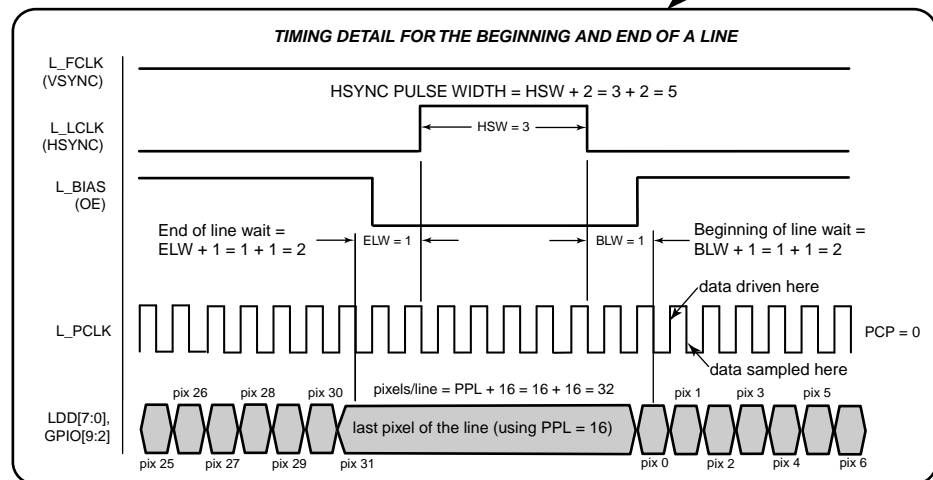 TIMING DETAIL FOR THE BEGINNING AND END OF A LINE
L_FCLK
(VSYNC)
HSYNC PULSE WIDTH = HSW + 2 = 3 + 2 = 5
L_LCLK
(HSYNC)
HSW = 3
L_BIAS
(OE)
End of line wait =
ELW + 1 = 1 + 1 = 2
ELW = 1
BLW = 1
Beginning of line wait =
BLW + 1 = 1 + 1 = 2
data driven here
L_PCLK
PCP = 0
data sampled here
pix 26
pix 28
pix 30
pixels/line = PPL + 16 = 16 + 16 = 32
pix 1
pix 3
pix 5
LDD[7:0],
GPIO[9:2]
last pixel of the line (using PPL = 16)
pix 25
pix 27
pix 29
pix 31
pix 0
pix 2
pix 4
pix 6